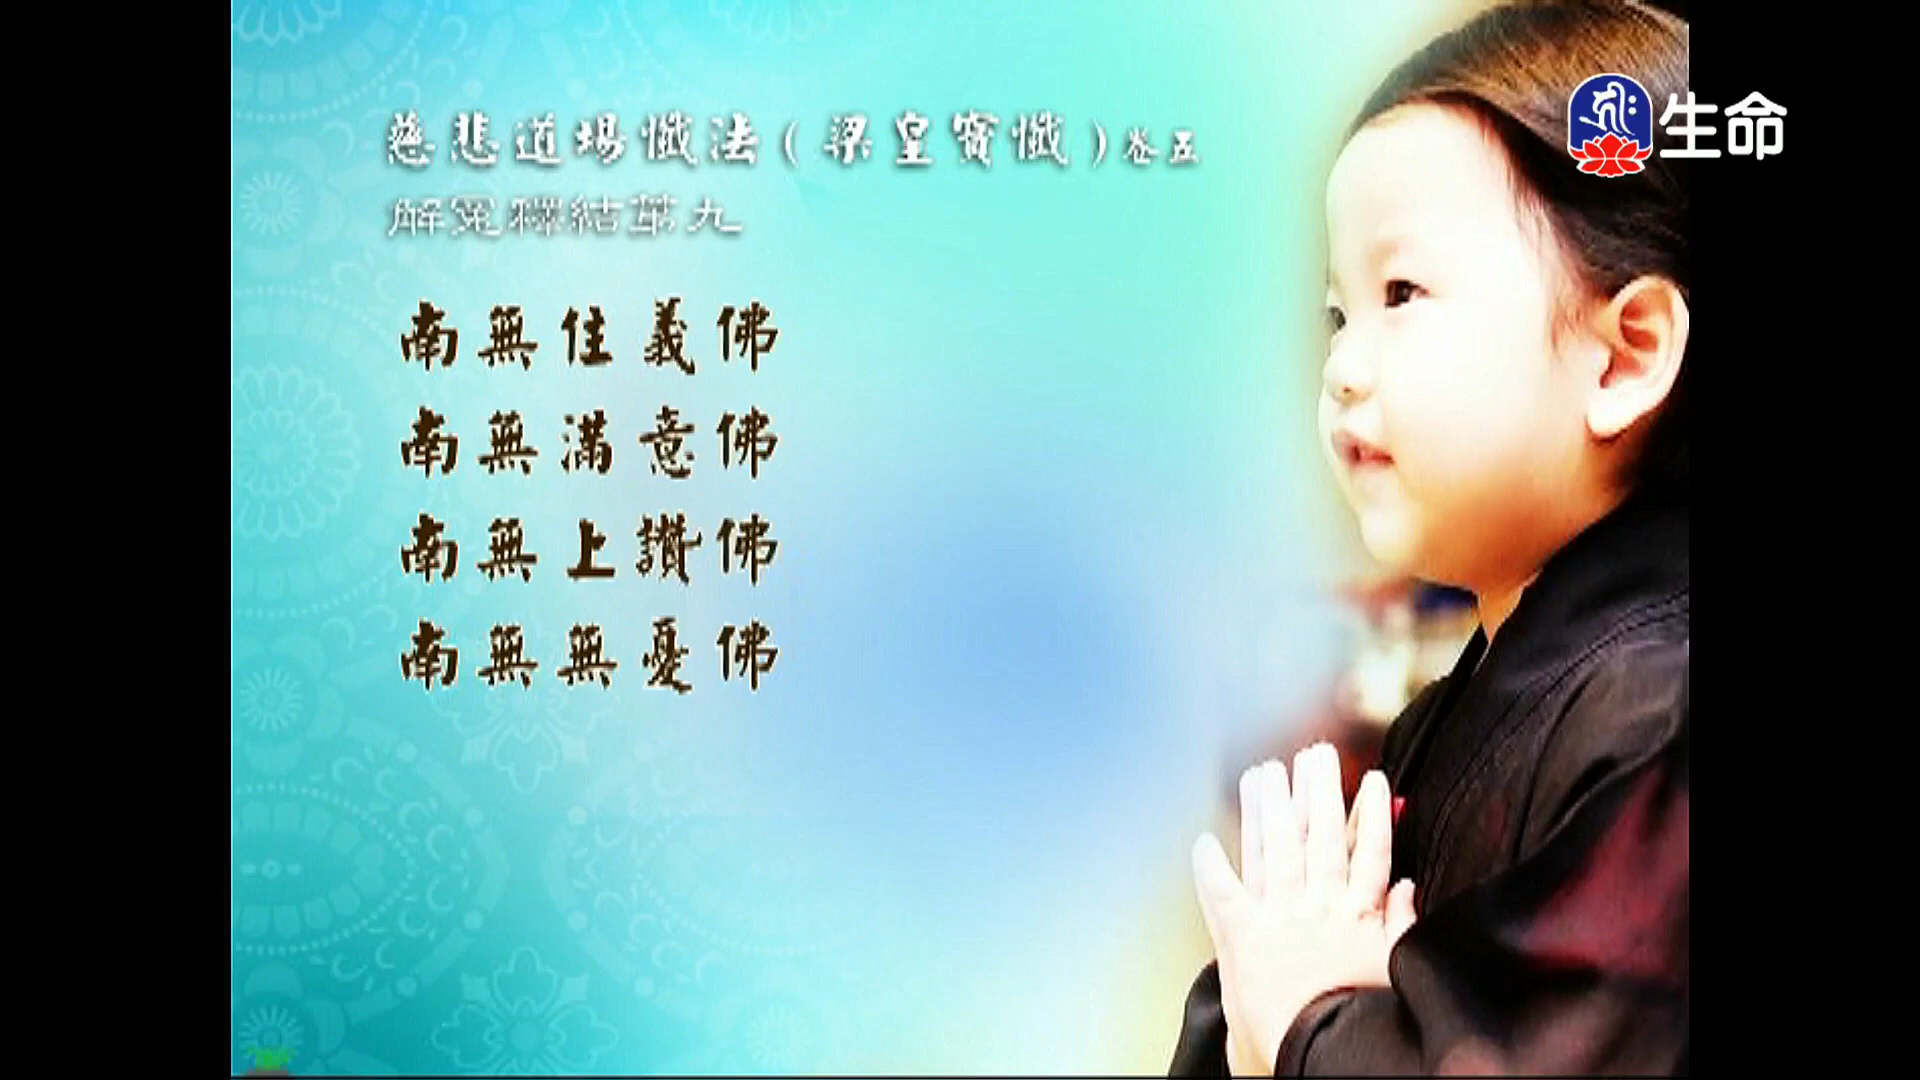 慈悲道場懺法(梁皇寶懺)卷五
解冤釋結第九
南無住義佛
南無滿意佛
南無上讚佛
南無無憂佛
生命